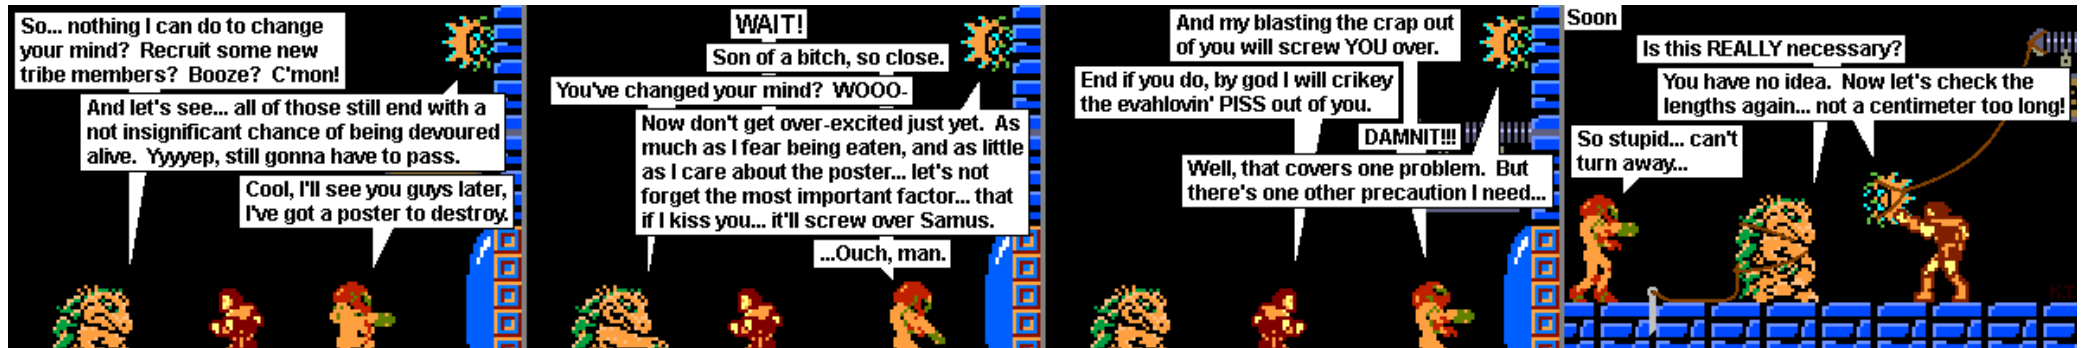 So... nothing I can do to change
your mind?  Recruit some new
tribe members?  Booze?  C'mon!
And let's see... all of those still end with a
not insignificant chance of being devoured
alive.  Yyyyep, still gonna have to pass.
Cool, I'll see you guys later,
I've got a poster to destroy.
WAIT!
Son of a bitch, so close.
You've changed your mind?  WOOO-
Now don't get over-excited just yet.  As
much as I fear being eaten, and as little
as I care about the poster... let's not
forget the most important factor... that
if I kiss you... it'll screw over Samus.
...Ouch, man.
And my blasting the crap out
of you will screw YOU over.
End if you do, by god I will crikey
the evahlovin' PISS out of you.
DAMNIT!!!
Well, that covers one problem.  But
there's one other precaution I need...
Soon
Is this REALLY necessary?
You have no idea.  Now let's check the
lengths again... not a centimeter too long!
So stupid... can't
turn away...